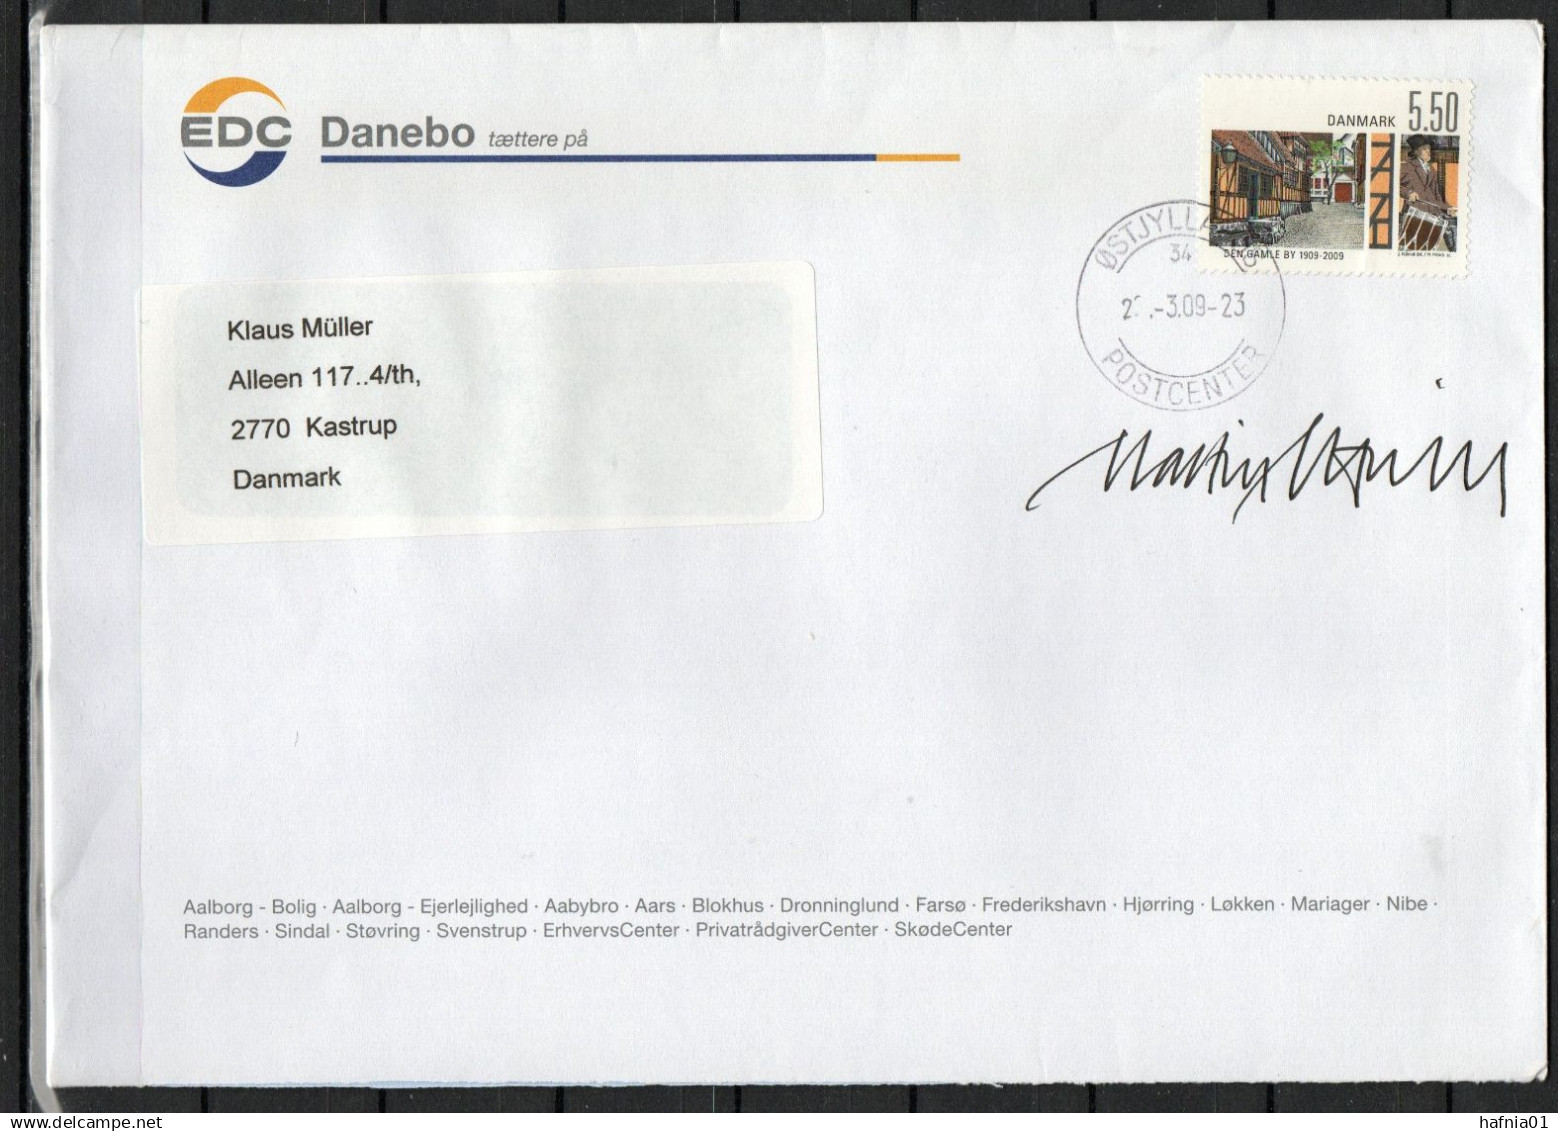 EDC Danebo tættere på
DANMARK 5.50
DEN GAMLE BY 1909-2009
ØSTJYLLA
34
-3.09-23
POSTCENTER
Klaus Müller
Alleen 117..4/th,
2770 Kastrup
Danmark
Aalborg - Bolig · Aalborg - Ejerlejlighed · Aabybro · Aars · Blokhus · Dronninglund · Farsø · Frederikshavn · Hjørring · Løkken · Mariager · Nibe ·
Randers · Sindal · Støvring · Svenstrup · ErhvervsCenter · PrivatrådgiverCenter · SkødeCenter
hafnia01